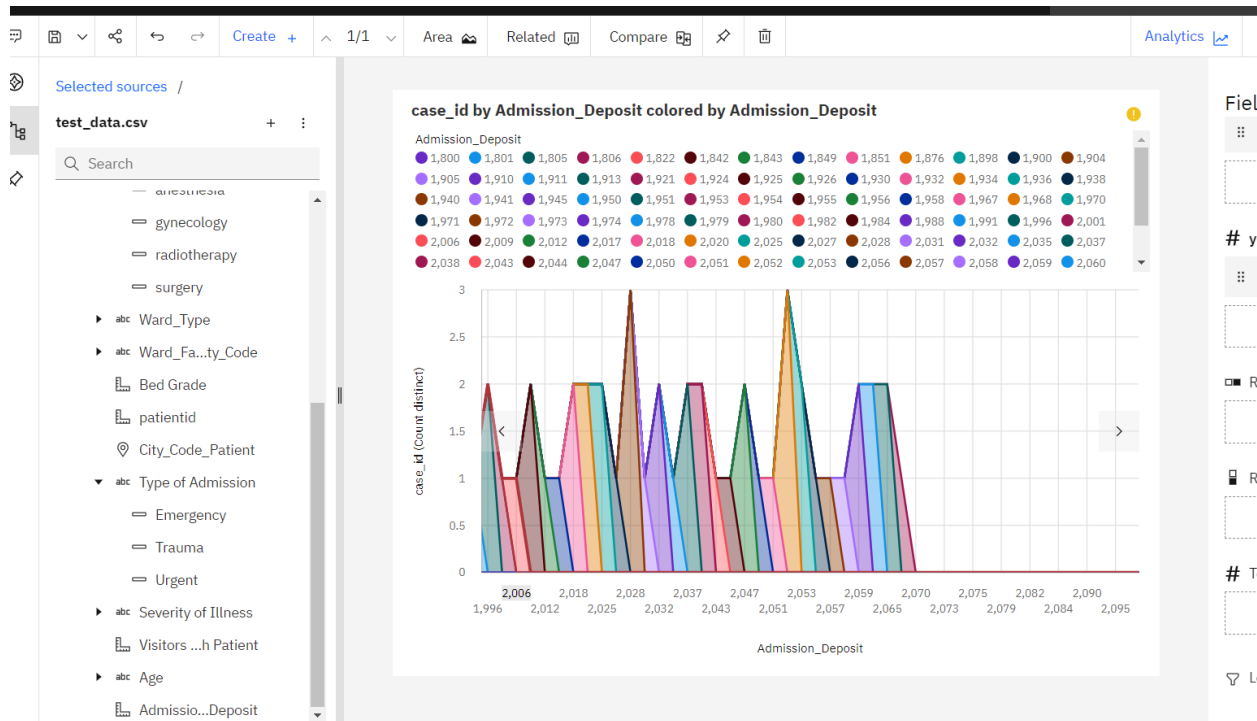 Create + 1/1 Area Related Compare Analytics
Selected sources /
test_data.csv + 
Search
anesthesia
gynecology
radiotherapy
surgery
abc Ward_Type
abc Ward_Fa...ty_Code
Bed Grade
patientid
City_Code_Patient
abc Type of Admission
Emergency
Trauma
Urgent
abc Severity of Illness
Visitors ...h Patient
abc Age
Admissio...Deposit
case_id by Admission_Deposit colored by Admission_Deposit
Admission_Deposit
1,800 1,801 1,805 1,806 1,822 1,842 1,843 1,849 1,851 1,876 1,898 1,900 1,904
1,905 1,910 1,911 1,913 1,921 1,924 1,925 1,926 1,930 1,932 1,934 1,936 1,938
1,940 1,941 1,945 1,950 1,951 1,953 1,954 1,955 1,956 1,958 1,967 1,968 1,970
1,971 1,972 1,973 1,974 1,978 1,979 1,980 1,982 1,984 1,988 1,991 1,996 2,001
2,006 2,009 2,012 2,017 2,018 2,020 2,025 2,027 2,028 2,031 2,032 2,035 2,037
2,038 2,043 2,044 2,047 2,050 2,051 2,052 2,053 2,056 2,057 2,058 2,059 2,060
case_id (Count distinct)
3
2.5
2
1.5
1
0.5
0
2,006 2,018 2,028 2,037 2,047 2,053 2,059 2,070 2,075 2,082 2,090
1,996 2,012 2,025 2,032 2,043 2,051 2,057 2,065 2,073 2,079 2,084 2,095
Admission_Deposit
Fiel
# y
R
R
# T
L